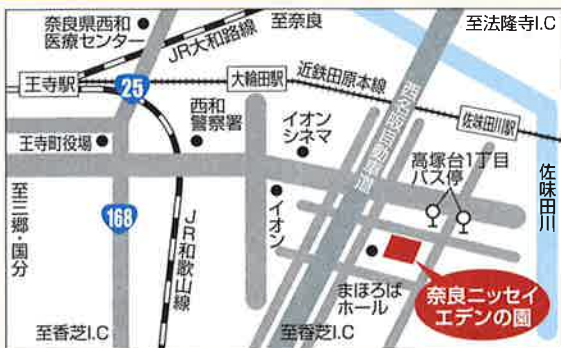 奈良県西和
医療センター
至奈良
JR大和路線
至法隆寺I.C
王寺駅
25
大輪田駅
近鉄田原本線
佐味田川駅
西名阪自動車道
西和
警察署
イオン
シネマ
王寺町役場
高塚台1丁目
バス停
佐味田川
至三郷・国分
168
JR和歌山線
イオン
まほろば
ホール
奈良ニッセイ
エデンの園
至香芝I.C
至香芝I.C